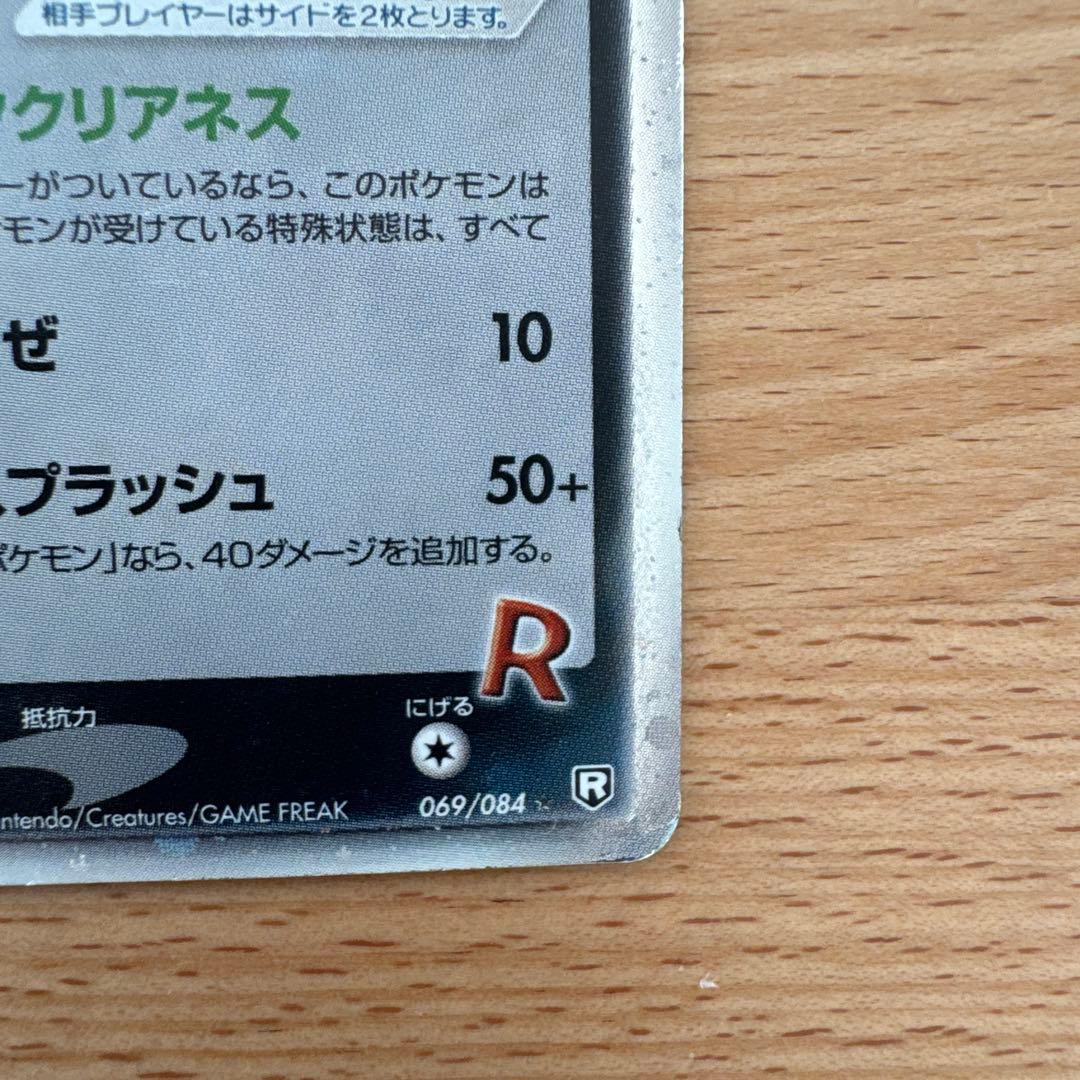 相手プレイヤーはサイドを2枚とります。
クリアネス
ーがついているなら、このポケモンは
モンが受けている特殊状態は、すべて
ぜ 10
プラッシュ 50+
ポケモン」なら、40ダメージを追加する。
R
抵抗力 にげる
ntendo/Creatures/GAME FREAK 069/084
R